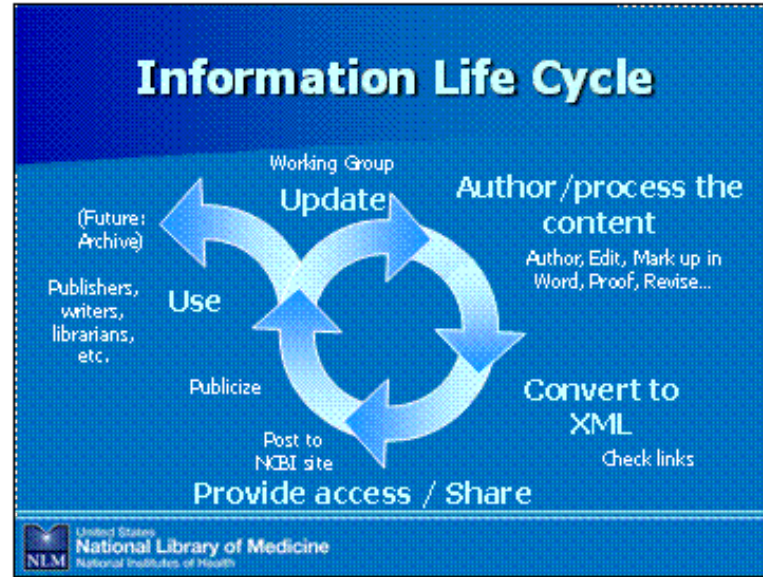 Information Life Cycle
Working Group
Update
Author/process the
content
Author, Edit, Mark up in
Word, Proof, Revise...
(Future:
Archive)
Publishers,
writers,
librarians,
etc.
Use
Publicize
Convert to
XML
Check links
Post to
NCBI site
Provide access / Share
NLM
United States
National Library of Medicine
National Institutes of Health